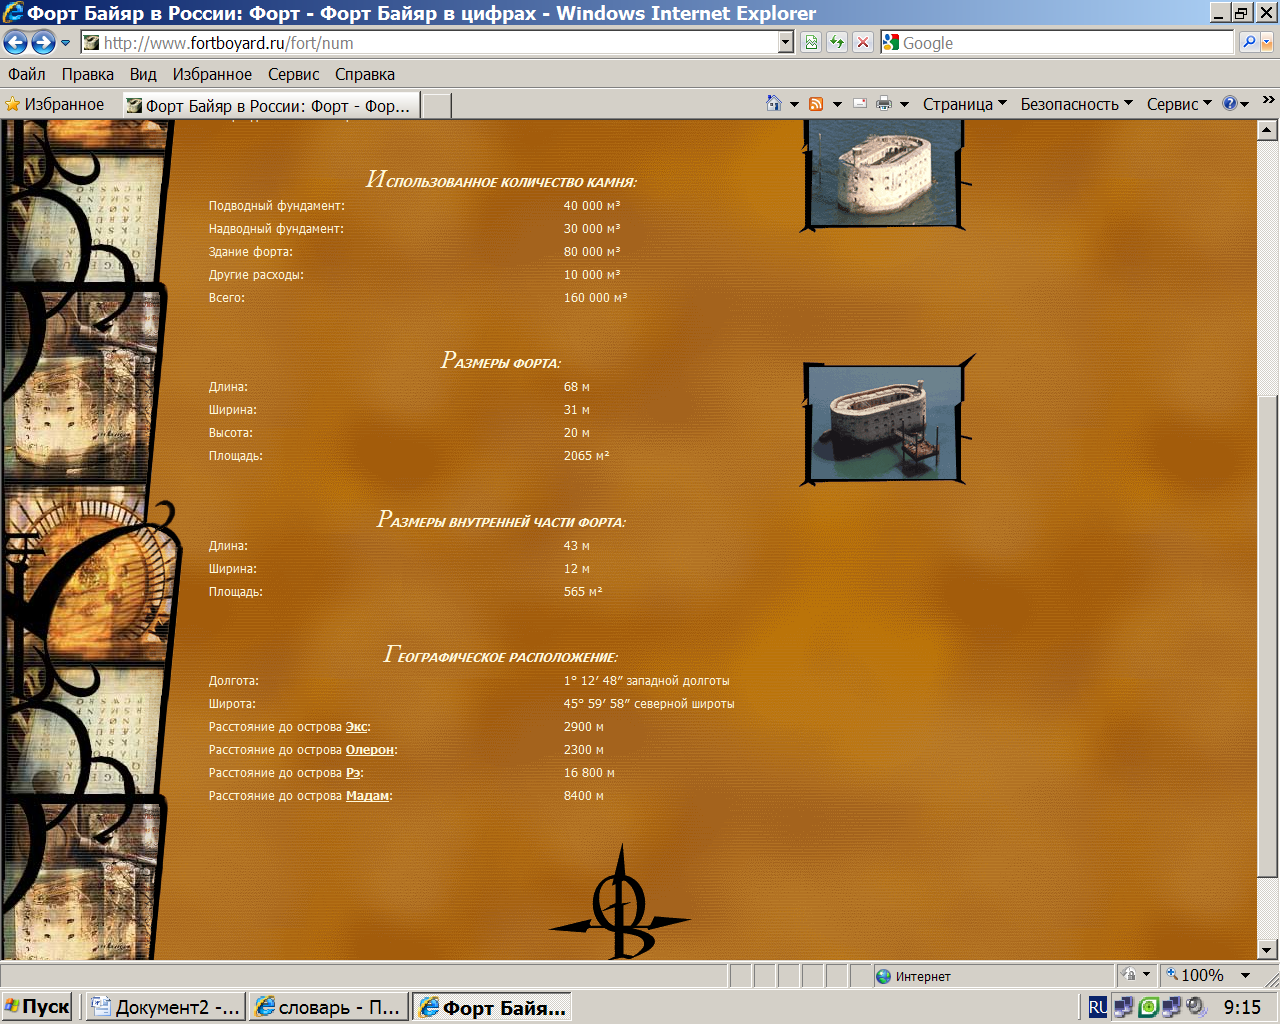 Форт Байяр в России: Форт - Форт Байяр в цифрах - Windows Internet Explorer
http://www.fortboyard.ru/fort/num
Google
Файл Правка Вид Избранное Сервис Справка
Избранное Форт Байяр в России: Форт - Фор... Страница Безопасность Сервис
Использованное количество камня:
Подводный фундамент: 40 000 м³
Надводный фундамент: 30 000 м³
Здание форта: 80 000 м³
Другие расходы: 10 000 м³
Всего: 160 000 м³
Размеры форта:
Длина: 68 м
Ширина: 31 м
Высота: 20 м
Площадь: 2065 м²
Размеры внутренней части форта:
Длина: 43 м
Ширина: 12 м
Площадь: 565 м²
Географическое расположение:
Долгота: 1° 12′ 48″ западной долготы
Широта: 45° 59′ 58″ северной широты
Расстояние до острова Экс: 2900 м
Расстояние до острова Олерон: 2300 м
Расстояние до острова Рэ: 16 800 м
Расстояние до острова Мадам: 8400 м
Интернет 100%
Пуск Документ2 -... словарь - П... Форт Байя... RU 9:15